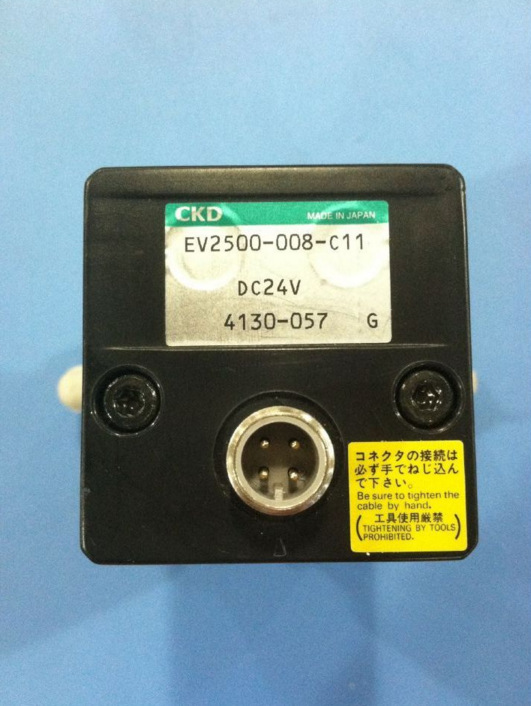 CKD MADE IN JAPAN
EV2500-008-C11
DC24V
4130-057 G
コネクタの接続は
必ず手でねじ込ん
で下さい。
Be sure to tighten the
cable by hand.
(工具使用厳禁
TIGHTENING BY TOOLS
PROHIBITED.)